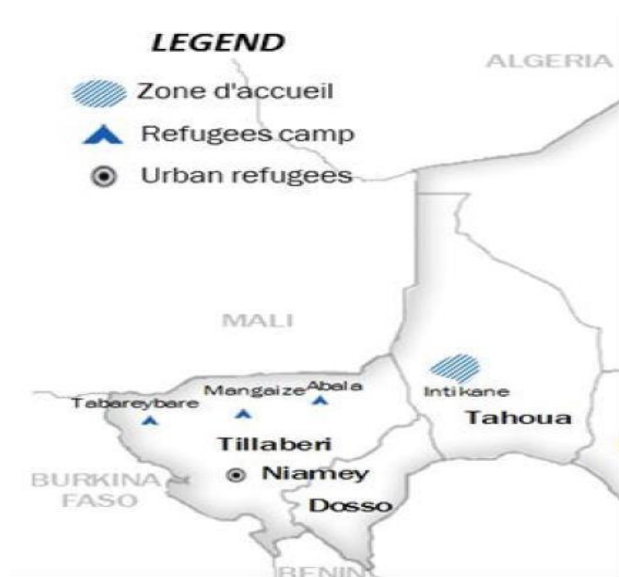 LEGEND
ALGERIA
Zone d'accueil
Refugees camp
Urban refugees
MALI
Tabareybare
Mangaize
Abala
Intikane
Tahoua
Tillaberi
Niamey
BURKINA
FASO
Dosso
BENIN